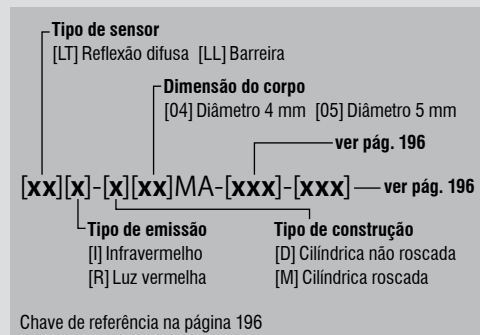 Tipo de sensor
[LT] Reflexão difusa [LL] Barreira
Dimensão do corpo
[04] Diâmetro 4 mm [05] Diâmetro 5 mm
ver pág. 196
[xx][x]-[x][xx]MA-[xxx]-[xxx] ver pág. 196
Tipo de emissão Tipo de construção
[I] Infravermelho [D] Cilíndrica não roscada
[R] Luz vermelha [M] Cilíndrica roscada
Chave de referência na página 196